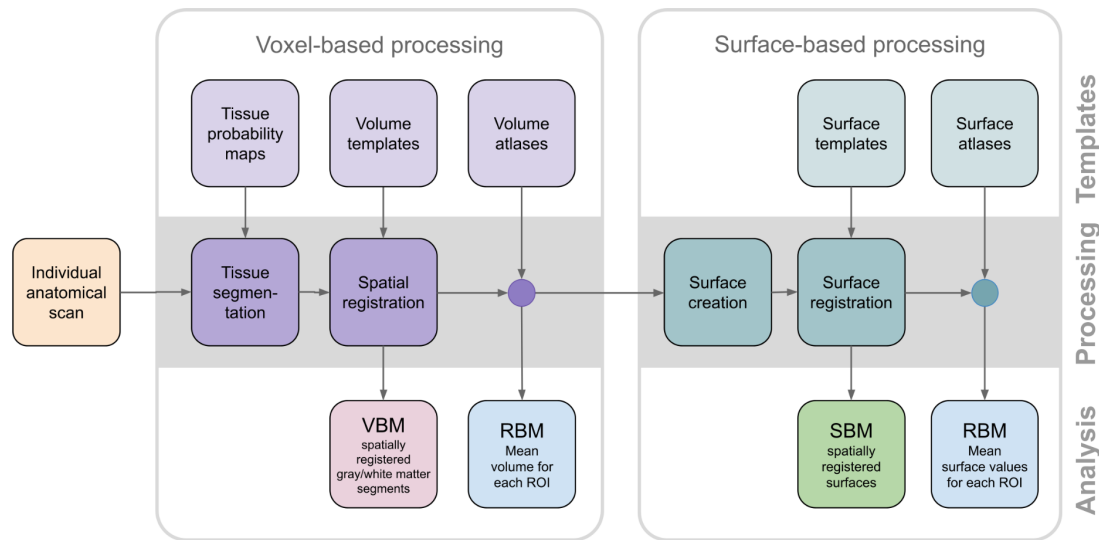 Voxel-based processing
Surface-based processing
Tissue
probability
maps
Volume
templates
Volume
atlases
Surface
templates
Surface
atlases
Templates
Individual
anatomical
scan
Tissue
segmen-
tation
Spatial
registration
Surface
creation
Surface
registration
Processing
VBM
spatially
registered
gray/white matter
segments
RBM
Mean
volume for
each ROI
SBM
spatially
registered
surfaces
RBM
Mean
surface values
for each ROI
Analysis